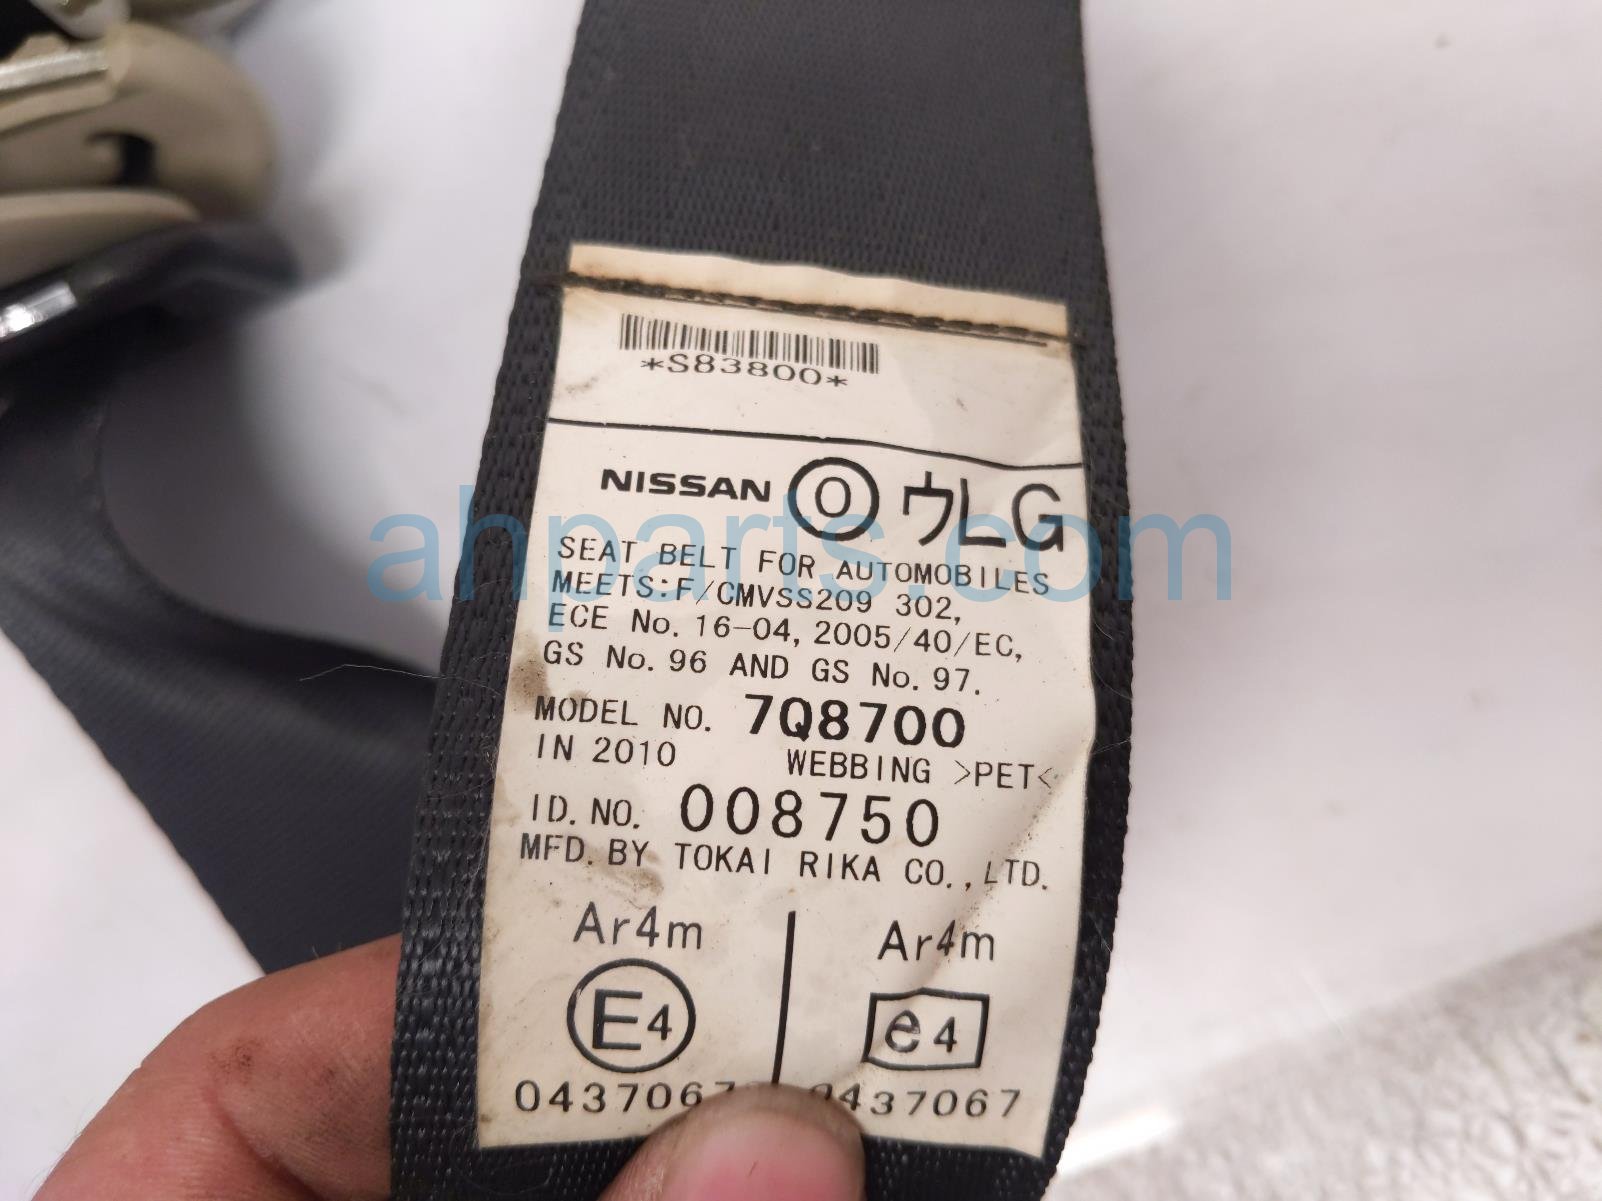 *S83800*
NISSAN O ウLG
SEAT BELT FOR AUTOMOBILES
MEETS:F/CMVSS209 302,
ECE No. 16-04, 2005/40/EC,
GS No. 96 AND GS No. 97.
MODEL NO. 7Q8700
IN 2010 WEBBING >PET<
ID. NO. 008750
MFD. BY TOKAI RIKA CO., LTD.
Ar4m Ar4m
E4 e4
043706 0437067
ahparts.com